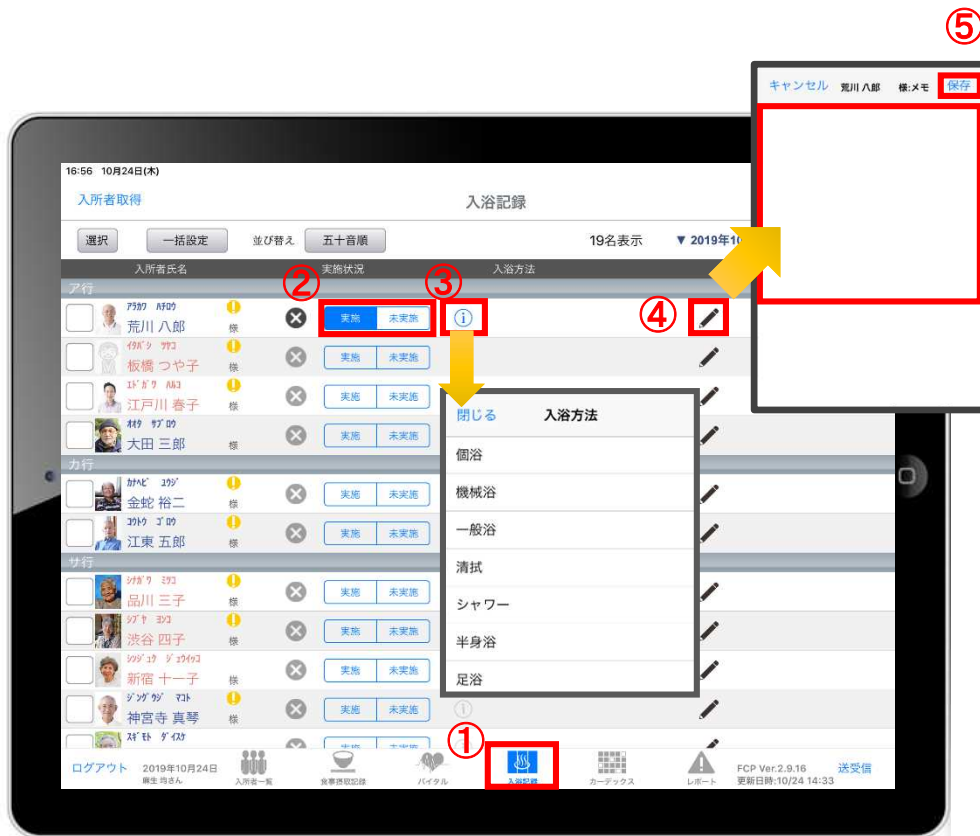 ⑤
キャンセル 荒川 八郎 様:メモ 保存
16:56 10月24日(木)
入所者取得 入浴記録
選択 一括設定 並び替え 五十音順 19名表示 ▼ 2019年10
入所者氏名 実施状況 入浴方法
② ③
ア行
アラカワ ハチロウ
荒川 八郎 様 実施 未実施 ④
イタバシ ツヤコ
板橋 つや子 様 実施 未実施
エドガワ ハルコ
江戸川 春子 様 実施 未実施
オオタ サブロウ
大田 三郎 様 実施 未実施
閉じる 入浴方法
個浴
機械浴
一般浴
清拭
シャワー
半身浴
足浴
カ行
カナヘビ ユウジ
金蛇 裕二 様 実施 未実施
コウトウ ゴロウ
江東 五郎 様 実施 未実施
サ行
シナガワ ミツコ
品川 三子 様 実施 未実施
シブヤ ヨンコ
渋谷 四子 様 実施 未実施
新宿 十一子 様 実施 未実施
ジングウジ マコト
神宮寺 真琴 様 実施 未実施
スギモト ダイスケ
①
ログアウト 2019年10月24日
麻生 均さん 入所者一覧 食事摂取記録 バイタル 入浴記録 カーデックス レポート FCP Ver.2.9.16 送受信
更新日時:10/24 14:33